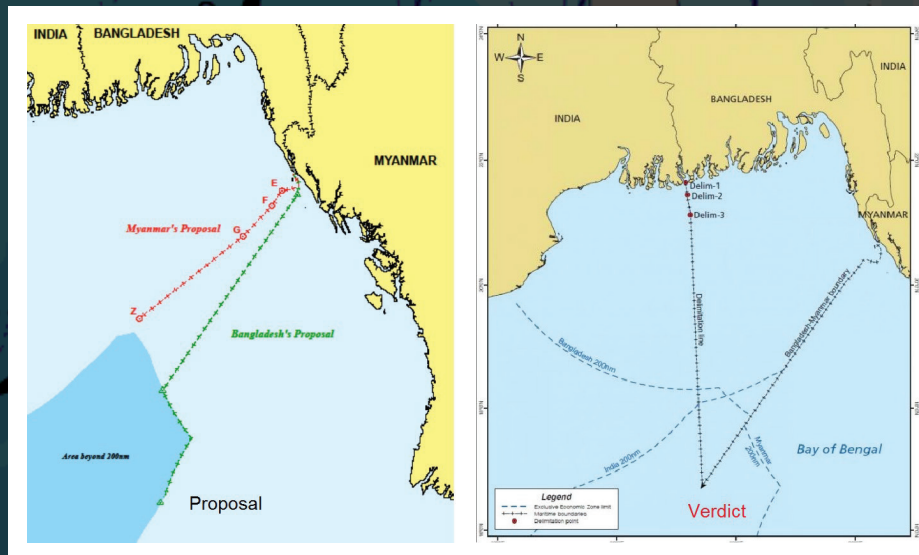 INDIA
BANGLADESH
MYANMAR
E
F
G
Z
Myanmar's Proposal
Bangladesh's Proposal
Area beyond 200nm
Proposal
N
W
E
S
INDIA
BANGLADESH
INDIA
MYANMAR
Delim-1
Delim-2
Delim-3
Delimitation line
Bangladesh-Myanmar boundary
Bangladesh 200nm
India 200nm
Myanmar
200nm
Bay of Bengal
Legend
Exclusive Economic Zone limit
Maritime boundaries
Delimitation point
Verdict